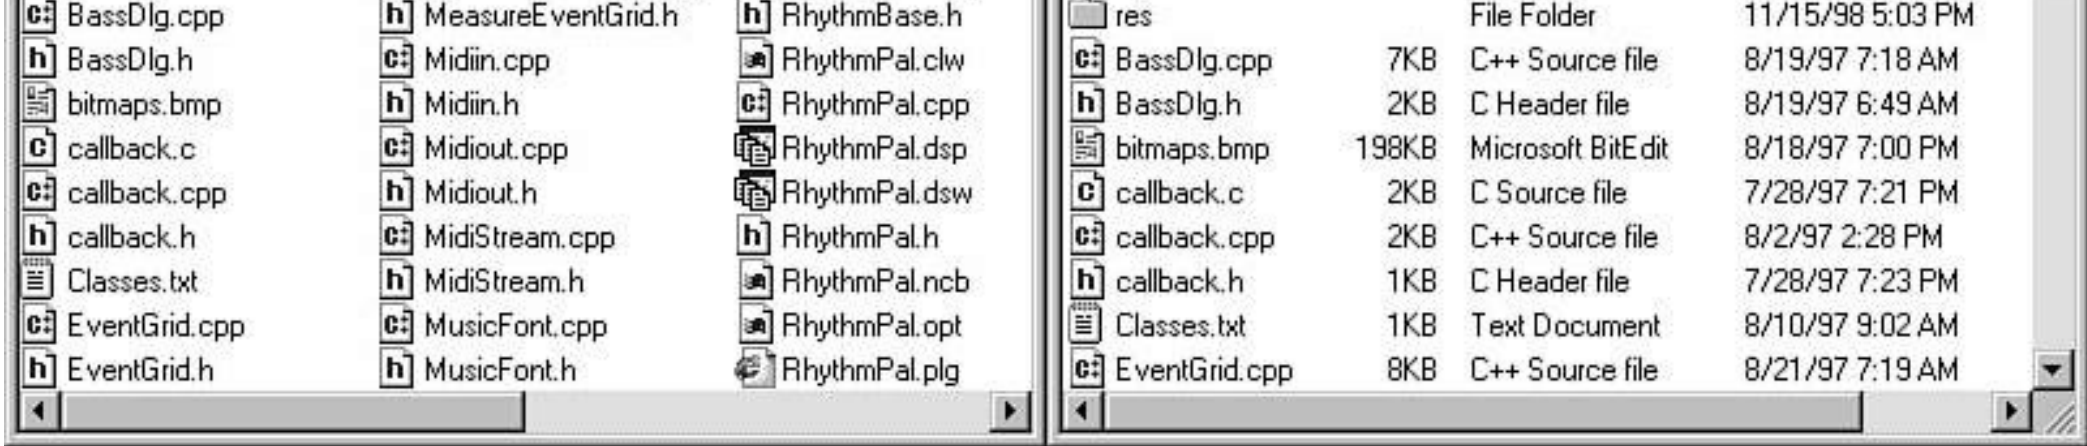 BassDlg.cpp MeasureEventGrid.h RhythmBase.h
BassDlg.h Midiin.cpp RhythmPal.clw
bitmaps.bmp Midiin.h RhythmPal.cpp
callback.c Midiout.cpp RhythmPal.dsp
callback.cpp Midiout.h RhythmPal.dsw
callback.h MidiStream.cpp RhythmPal.h
Classes.txt MidiStream.h RhythmPal.ncb
EventGrid.cpp MusicFont.cpp RhythmPal.opt
EventGrid.h MusicFont.h RhythmPal.plg
res File Folder 11/15/98 5:03 PM
BassDlg.cpp 7KB C++ Source file 8/19/97 7:18 AM
BassDlg.h 2KB C Header file 8/19/97 6:49 AM
bitmaps.bmp 198KB Microsoft BitEdit 8/18/97 7:00 PM
callback.c 2KB C Source file 7/28/97 7:21 PM
callback.cpp 2KB C++ Source file 8/2/97 2:28 PM
callback.h 1KB C Header file 7/28/97 7:23 PM
Classes.txt 1KB Text Document 8/10/97 9:02 AM
EventGrid.cpp 8KB C++ Source file 8/21/97 7:19 AM